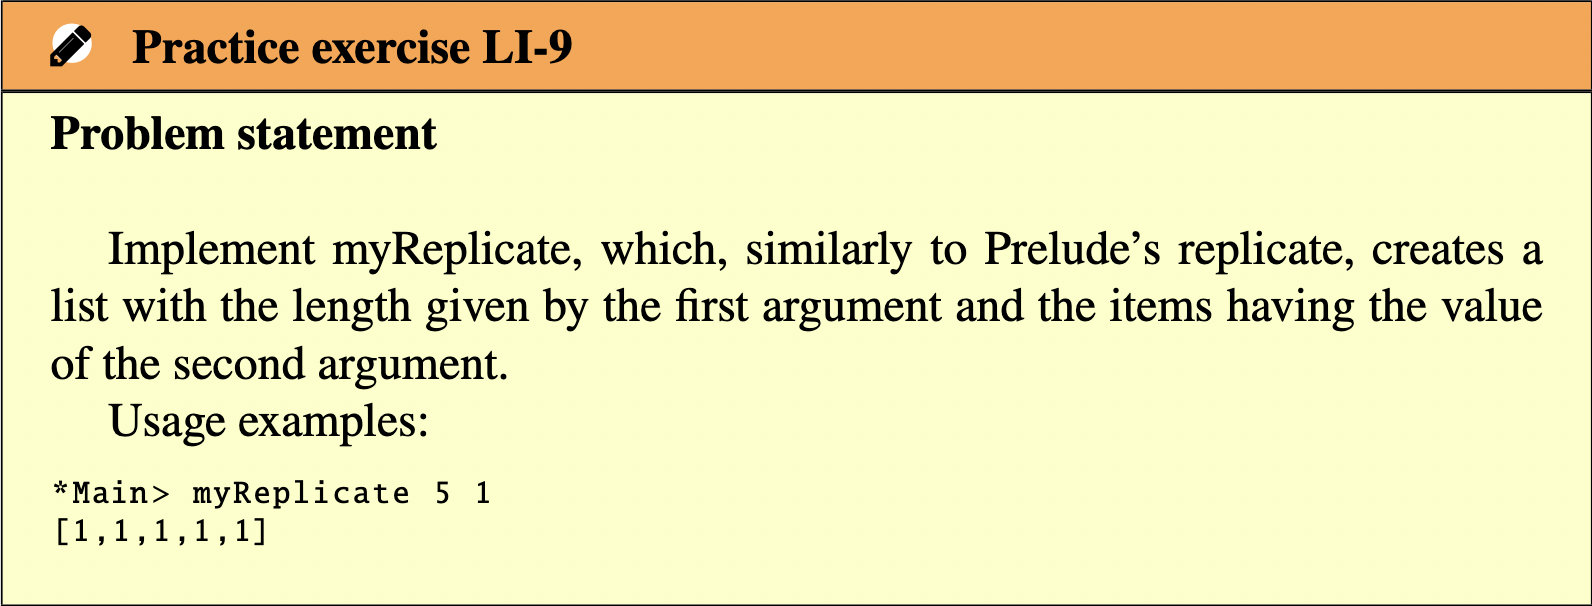 Practice exercise LI-9
Problem statement
Implement myReplicate, which, similarly to Prelude’s replicate, creates a
list with the length given by the first argument and the items having the value
of the second argument.
Usage examples:
*Main> myReplicate 5 1
[1,1,1,1,1]